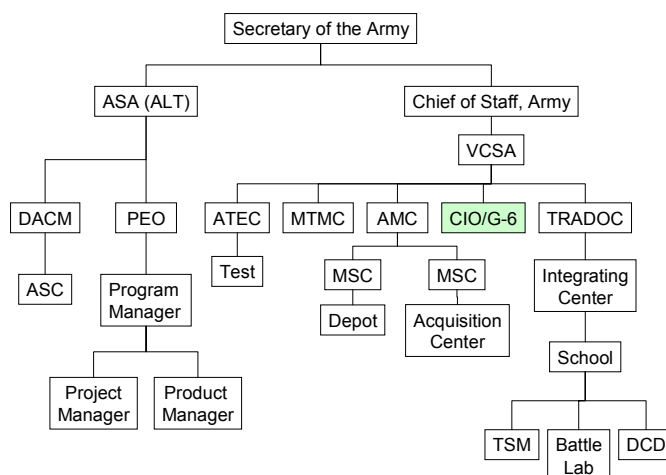 Secretary of the Army
ASA (ALT)
Chief of Staff, Army
VCSA
DACM
PEO
ATEC
MTMC
AMC
CIO/G-6
TRADOC
ASC
Program
Manager
Test
MSC
MSC
Integrating
Center
Depot
Acquisition
Center
School
Project
Manager
Product
Manager
TSM
Battle
Lab
DCD